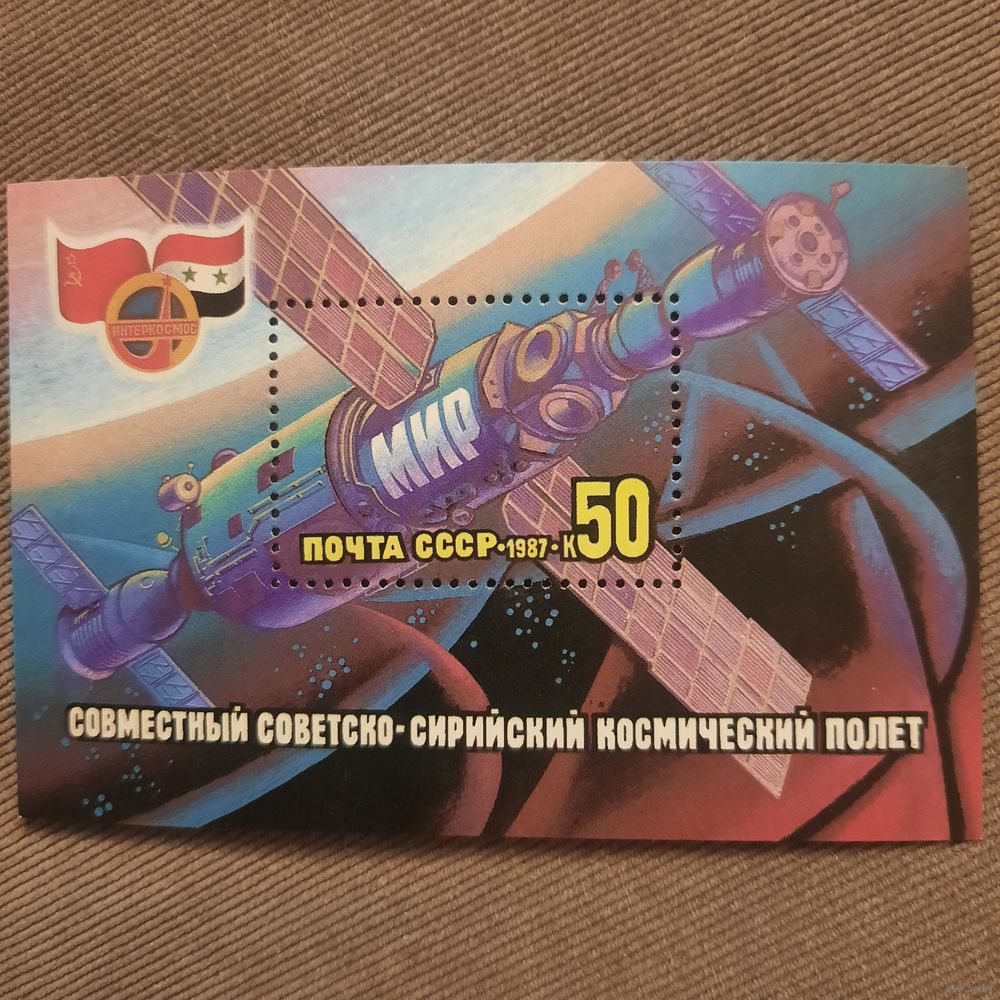 ИНТЕРКОСМОС
МИР
ПОЧТА СССР·1987·К50
СОВМЕСТНЫЙ СОВЕТСКО-СИРИЙСКИЙ КОСМИЧЕСКИЙ ПОЛЕТ